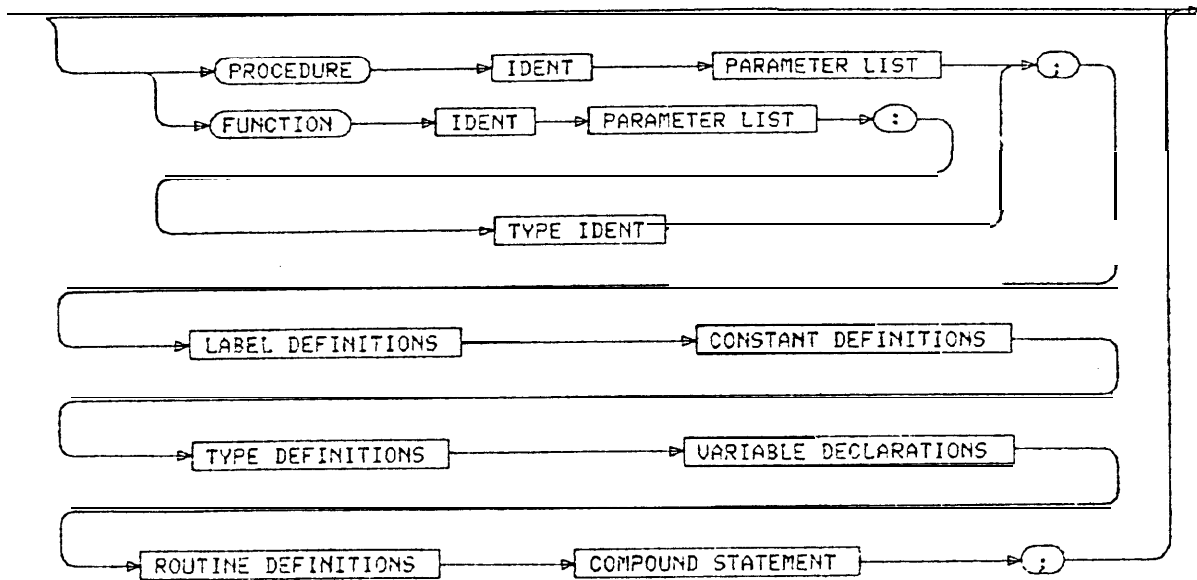 PROCEDURE IDENT PARAMETER LIST ;
FUNCTION IDENT PARAMETER LIST :
TYPE IDENT
LABEL DEFINITIONS CONSTANT DEFINITIONS
TYPE DEFINITIONS VARIABLE DECLARATIONS
ROUTINE DEFINITIONS COMPOUND STATEMENT ;